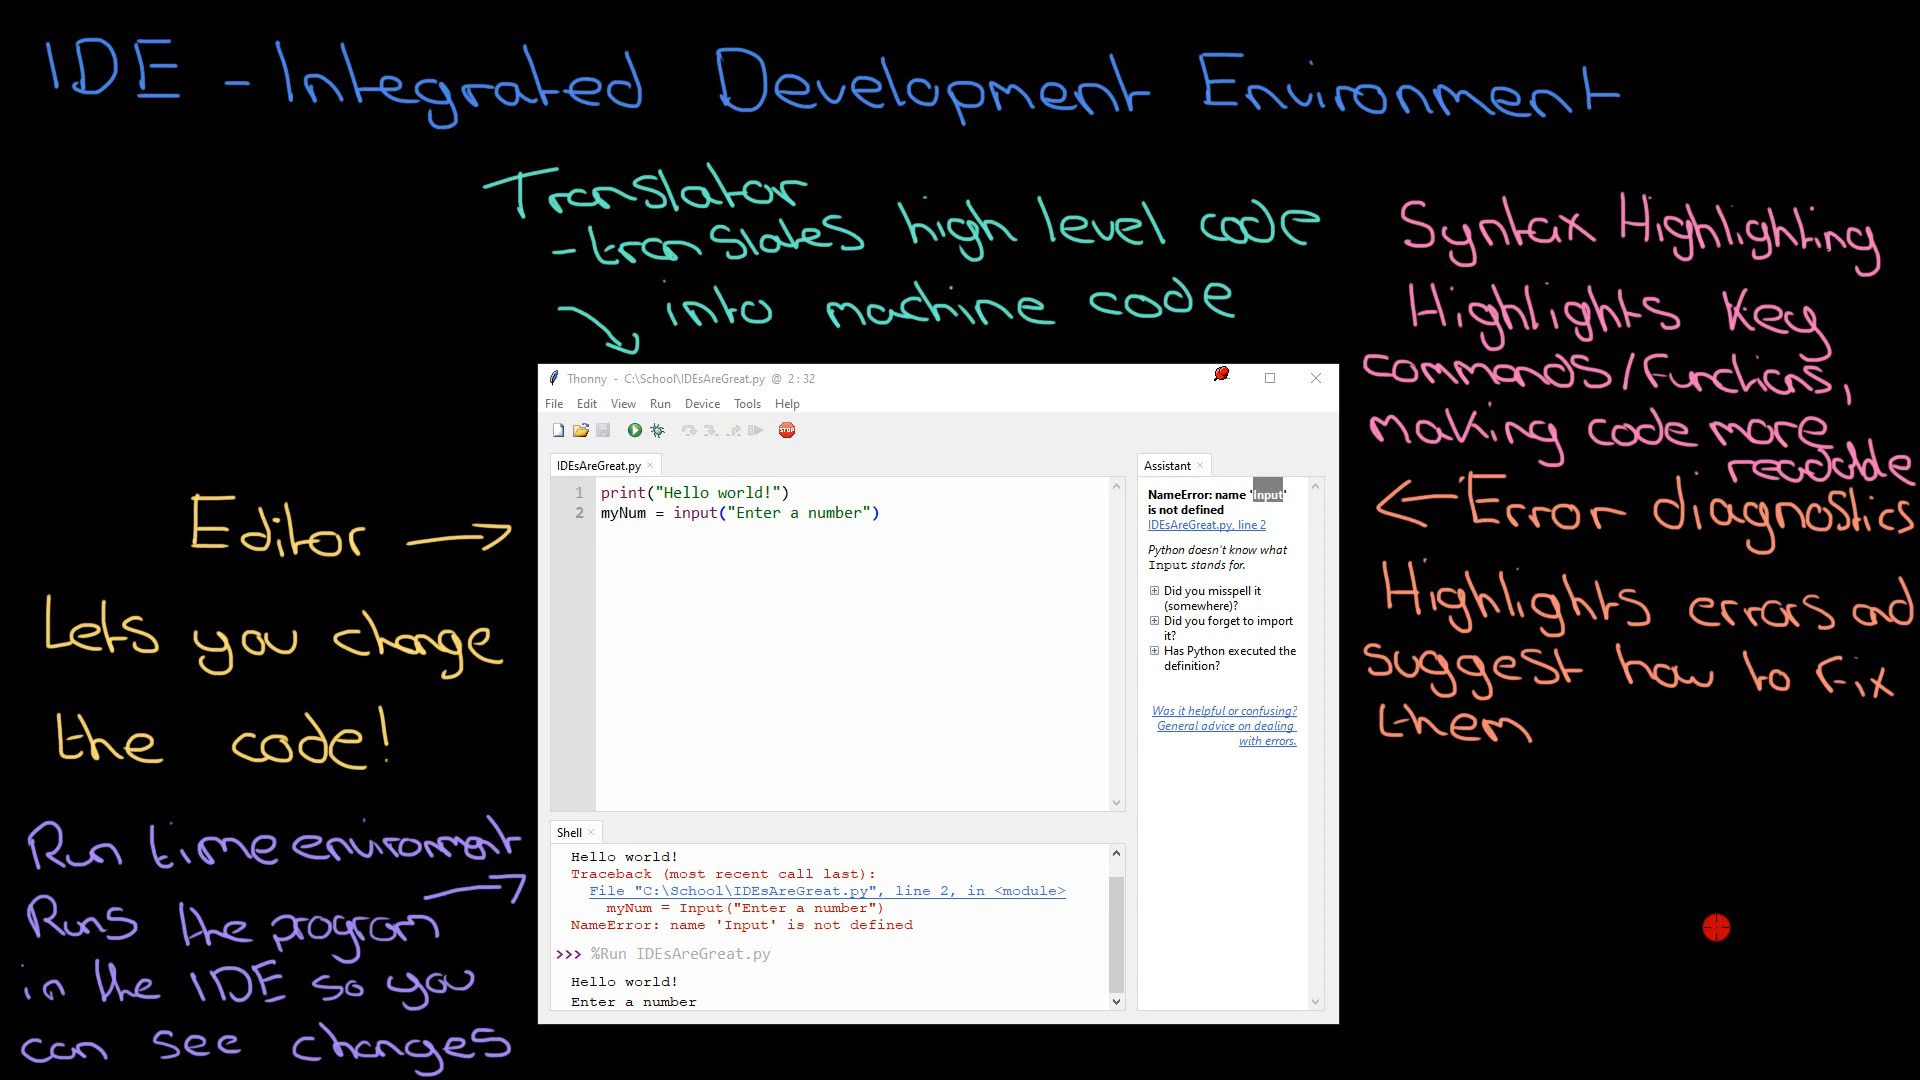 IDE - Integrated Development Environment
Translator
- translates high level code
into machine code
Syntax Highlighting
Highlights key
commands/functions,
making code more
readable
Error diagnostics
Highlights errors and
suggest how to fix
them
Editor
Lets you change
the code!
Run time enviroment
Runs the program
in the IDE so you
can see changes
Thonny - C:\School\IDEsAreGreat.py @ 2:32
File Edit View Run Device Tools Help
STOP
IDEsAreGreat.py
1 print("Hello world!")
2 myNum = input("Enter a number")
Assistant
NameError: name 'Input'
is not defined
IDEsAreGreat.py, line 2
Python doesn't know what
Input stands for.
Did you misspell it
(somewhere)?
Did you forget to import
it?
Has Python executed the
definition?
Was it helpful or confusing?
General advice on dealing
with errors.
Shell
Hello world!
Traceback (most recent call last):
File "C:\School\IDEsAreGreat.py", line 2, in <module>
myNum = Input("Enter a number")
NameError: name 'Input' is not defined
>>> %Run IDEsAreGreat.py
Hello world!
Enter a number